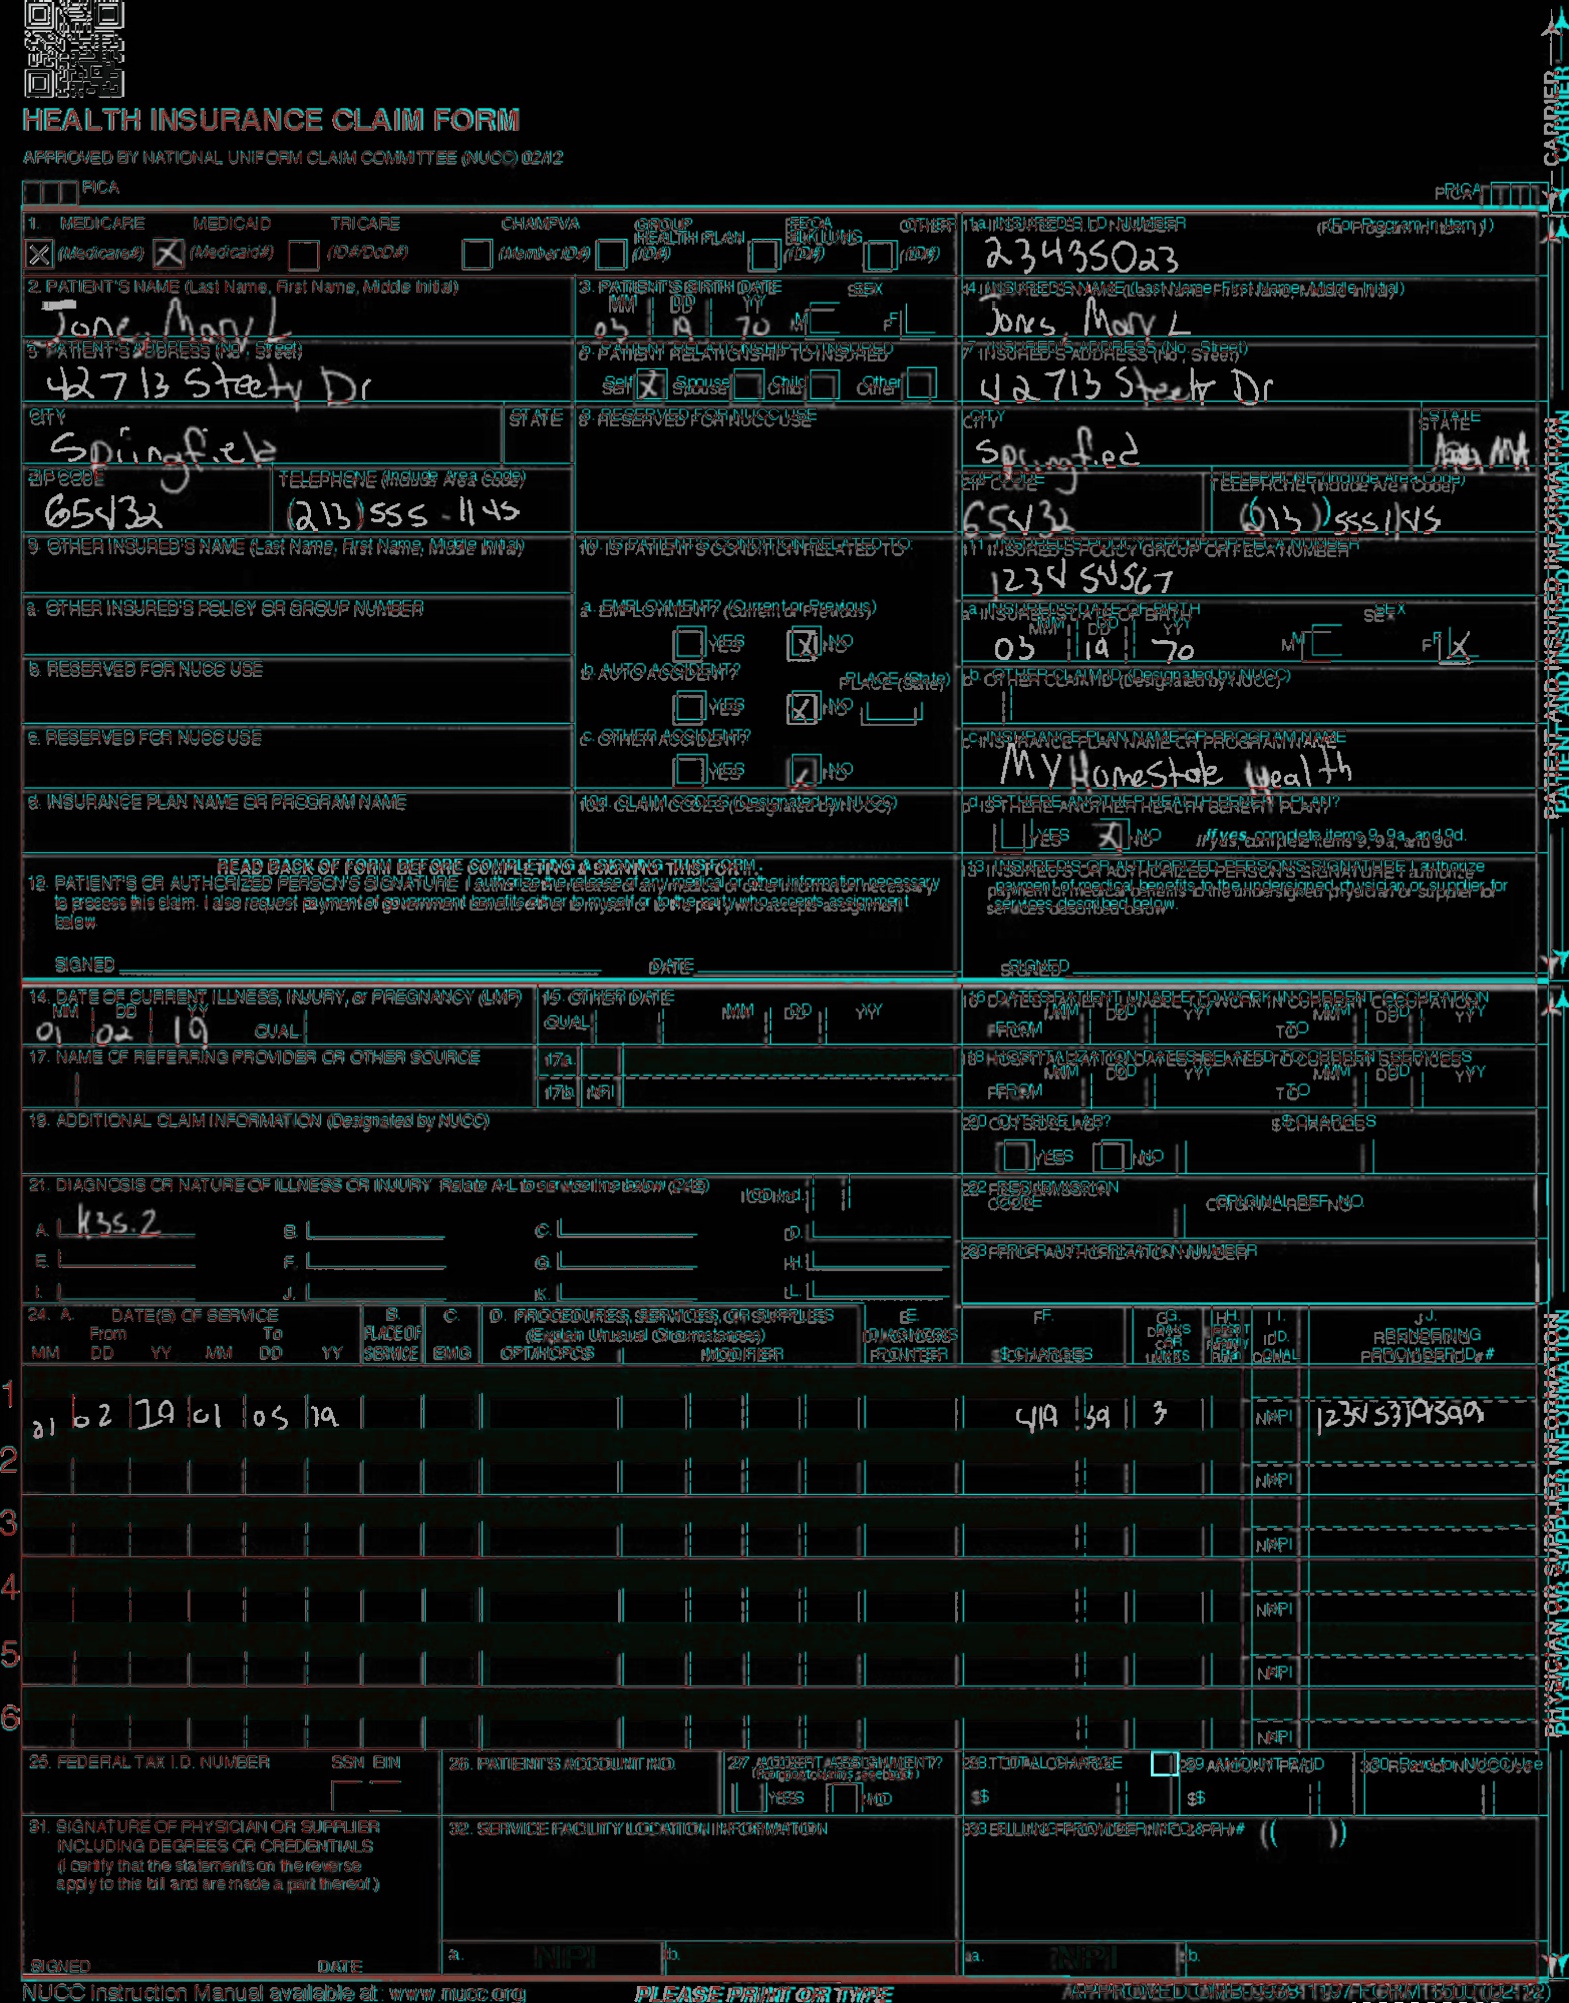 HEALTH INSURANCE CLAIM FORM
APPROVED BY NATIONAL UNIFORM CLAIM COMMITTEE (NUCC) 02/12
PICA
PICA
CARRIER
1. MEDICARE MEDICAID TRICARE CHAMPVA GROUP HEALTH PLAN FECA BLK LUNG OTHER
(Medicare#) (Medicaid#) (ID#/DoD#) (Member ID#) (ID#) (ID#) (ID#)
1a. INSURED'S I.D. NUMBER (For Program in Item 1)
23435023
2. PATIENT'S NAME (Last Name, First Name, Middle Initial)
Jone, Mary L
3. PATIENT'S BIRTH DATE SEX
MM DD YY
03 19 70 M F
4. INSURED'S NAME (Last Name, First Name, Middle Initial)
Jones, Mary L
5. PATIENT'S ADDRESS (No., Street)
42713 Dr
6. PATIENT RELATIONSHIP TO INSURED
Self X Spouse Child Other
7. INSURED'S ADDRESS (No., Street)
42713 Dr
CITY STATE
8. RESERVED FOR NUCC USE
CITY STATE
MA
ZIP CODE TELEPHONE (Include Area Code)
65432 (213) 555-1145
ZIP CODE TELEPHONE (Include Area Code)
65432 (213) 555
9. OTHER INSURED'S NAME (Last Name, First Name, Middle Initial)
10. IS PATIENT'S CONDITION RELATED TO:
11. INSURED'S POLICY GROUP OR FECA NUMBER
123454567
a. OTHER INSURED'S POLICY OR GROUP NUMBER
a. EMPLOYMENT? (Current or Previous)
YES X NO
a. INSURED'S DATE OF BIRTH SEX
MM DD YY
03 19 70 M F X
b. RESERVED FOR NUCC USE
b. AUTO ACCIDENT? PLACE (State)
YES NO
b. OTHER CLAIM ID (Designated by NUCC)
c. RESERVED FOR NUCC USE
c. OTHER ACCIDENT?
YES NO
c. INSURANCE PLAN NAME OR PROGRAM NAME
My HomeState Health
d. INSURANCE PLAN NAME OR PROGRAM NAME
10d. CLAIM CODES (Designated by NUCC)
d. IS THERE ANOTHER HEALTH BENEFIT PLAN?
YES X NO If yes, complete items 9, 9a, and 9d.
READ BACK OF FORM BEFORE COMPLETING & SIGNING THIS FORM.
12. PATIENT'S OR AUTHORIZED PERSON'S SIGNATURE I authorize the release of any medical or other information necessary
to process this claim. I also request payment of government benefits either to myself or to the party who accepts assignment
below.
SIGNED DATE
13. INSURED'S OR AUTHORIZED PERSON'S SIGNATURE I authorize
payment of medical benefits to the undersigned physician or supplier for
services described below.
SIGNED
PATIENT AND INSURED INFORMATION
14. DATE OF CURRENT ILLNESS, INJURY, or PREGNANCY (LMP)
MM DD YY
01 02 19 QUAL.
15. OTHER DATE
QUAL. MM DD YY
16. DATES PATIENT UNABLE TO WORK IN CURRENT OCCUPATION
MM DD YY MM DD YY
FROM TO
17. NAME OF REFERRING PROVIDER OR OTHER SOURCE
17a.
17b. NPI
18. HOSPITALIZATION DATES RELATED TO CURRENT SERVICES
MM DD YY MM DD YY
FROM TO
19. ADDITIONAL CLAIM INFORMATION (Designated by NUCC)
20. OUTSIDE LAB? $ CHARGES
YES NO
21. DIAGNOSIS OR NATURE OF ILLNESS OR INJURY Relate A-L to service line below (24E) ICD Ind.
A. K35.2 B. C. D.
E. F. G. H.
I. J. K. L.
22. RESUBMISSION CODE ORIGINAL REF. NO.
23. PRIOR AUTHORIZATION NUMBER
24. A. DATE(S) OF SERVICE B. C. D. PROCEDURES, SERVICES, OR SUPPLIES E. F. G. H. I. J.
From To PLACE OF (Explain Unusual Circumstances) DIAGNOSIS DAYS OR UNITS ID. RENDERING
MM DD YY MM DD YY SERVICE EMG CPT/HCPCS MODIFIER POINTER $ CHARGES QUAL. PROVIDER ID. #
1 01 02 19 01 05 19 419 59 3 NPI
2 NPI
3 NPI
4 NPI
5 NPI
6 NPI
25. FEDERAL TAX I.D. NUMBER SSN EIN
26. PATIENT'S ACCOUNT NO.
27. ACCEPT ASSIGNMENT?
(For govt. claims, see back)
YES NO
28. TOTAL CHARGE
$
29. AMOUNT PAID
$
30. Rsvd for NUCC Use
31. SIGNATURE OF PHYSICIAN OR SUPPLIER
INCLUDING DEGREES OR CREDENTIALS
(I certify that the statements on the reverse
apply to this bill and are made a part thereof.)
SIGNED DATE
32. SERVICE FACILITY LOCATION INFORMATION
a. NPI b.
33. BILLING PROVIDER INFO & PH # ( )
a. NPI b.
PHYSICIAN OR SUPPLIER INFORMATION
NUCC Instruction Manual available at: www.nucc.org
PLEASE PRINT OR TYPE